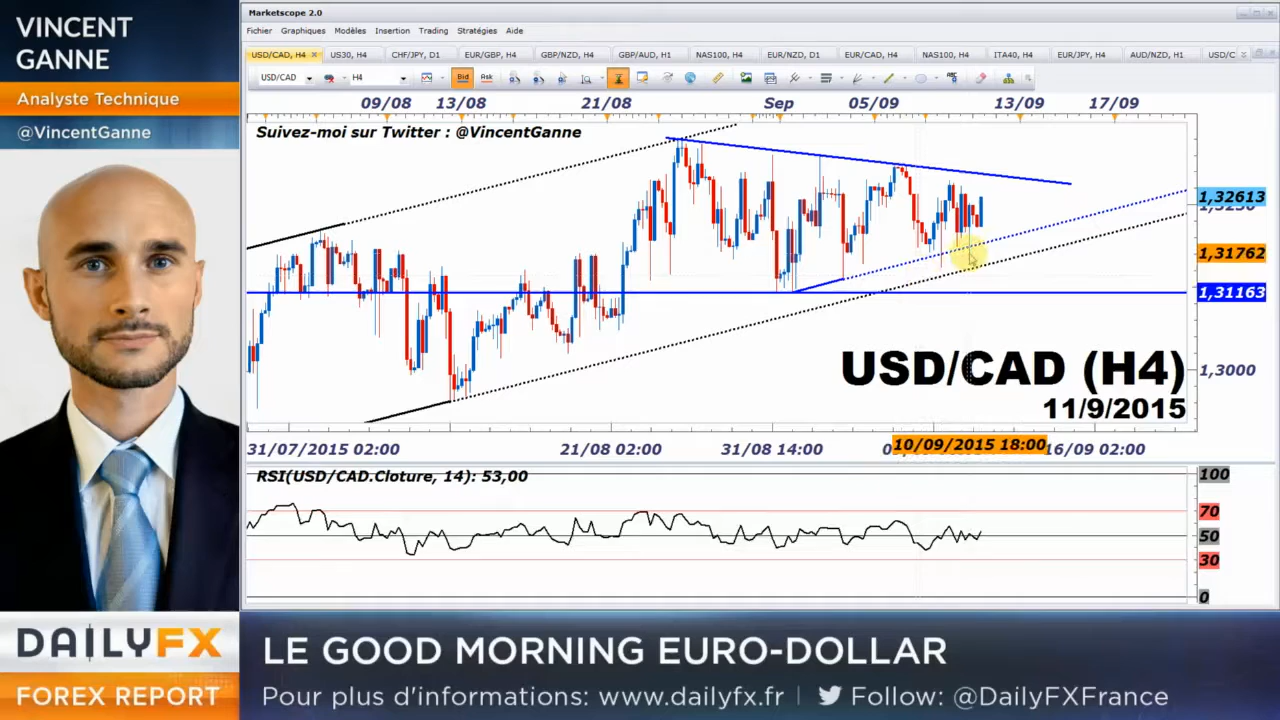 VINCENT
GANNE
Analyste Technique
@VincentGanne
Marketscope 2.0
Fichier Graphiques Modèles Insertion Trading Stratégies Aide
USD/CAD, H4 US30, H4 CHF/JPY, D1 EUR/GBP, H4 GBP/NZD, H4 GBP/AUD, H1 NAS100, H4 EUR/NZD, D1 EUR/CAD, H4 NAS100, H4 ITA40, H4 EUR/JPY, H4 AUD/NZD, H1 USD/C
USD/CAD H4 Bid Ask
09/08 13/08 21/08 Sep 05/09 13/09 17/09
Suivez-moi sur Twitter : @VincentGanne
1,32613
1,31762
1,31163
USD/CAD (H4)
1,3000
11/9/2015
31/07/2015 02:00 21/08 02:00 31/08 14:00 10/09/2015 18:00 16/09 02:00
RSI(USD/CAD.Cloture, 14): 53,00
100
70
50
30
0
DAILYFX
FOREX REPORT
LE GOOD MORNING EURO-DOLLAR
Pour plus d'informations: www.dailyfx.fr | Follow: @DailyFXFrance